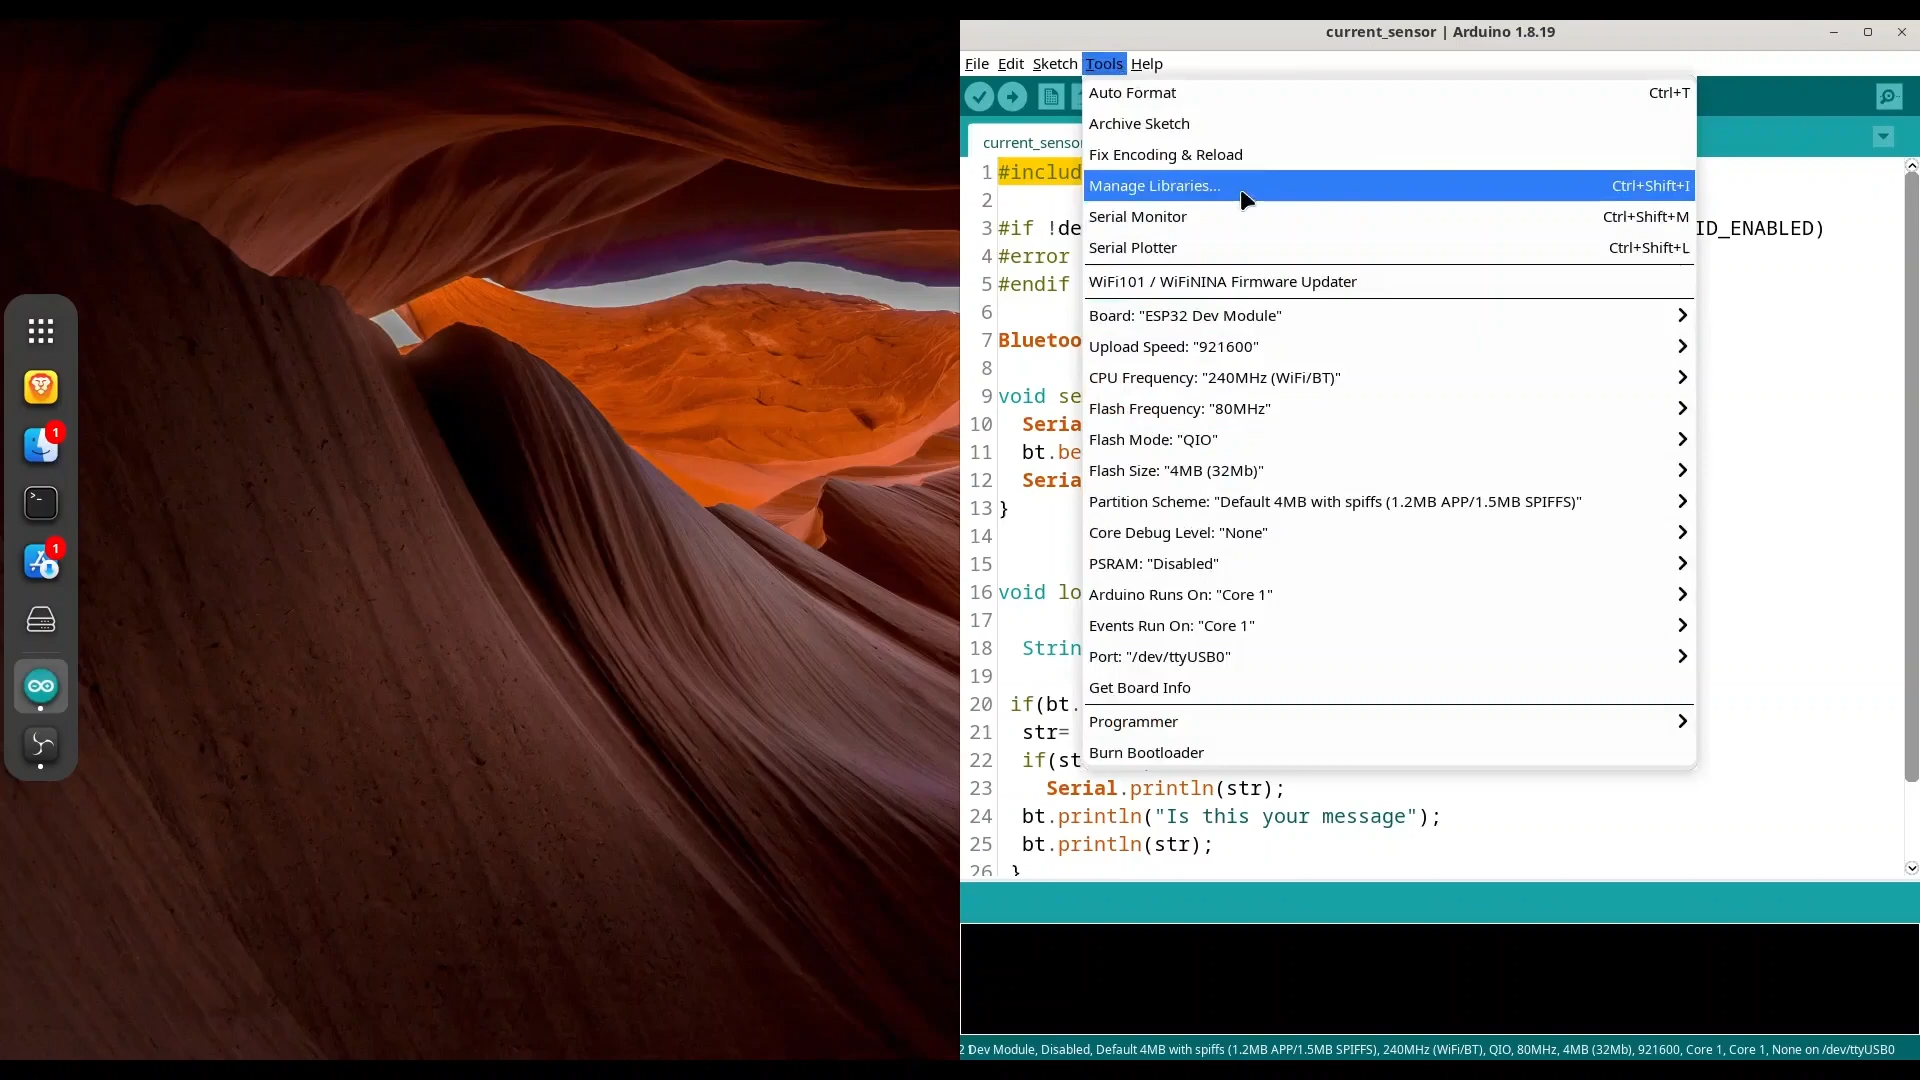 current_sensor | Arduino 1.8.19
File Edit Sketch Tools Help
Auto Format Ctrl+T
Archive Sketch
Fix Encoding & Reload
Manage Libraries... Ctrl+Shift+I
Serial Monitor Ctrl+Shift+M
Serial Plotter Ctrl+Shift+L
WiFi101 / WiFiNINA Firmware Updater
Board: "ESP32 Dev Module"
Upload Speed: "921600"
CPU Frequency: "240MHz (WiFi/BT)"
Flash Frequency: "80MHz"
Flash Mode: "QIO"
Flash Size: "4MB (32Mb)"
Partition Scheme: "Default 4MB with spiffs (1.2MB APP/1.5MB SPIFFS)"
Core Debug Level: "None"
PSRAM: "Disabled"
Arduino Runs On: "Core 1"
Events Run On: "Core 1"
Port: "/dev/ttyUSB0"
Get Board Info
Programmer
Burn Bootloader
current_sensor
1 #includ
2
3 #if !de ID_ENABLED)
4 #error
5 #endif
6
7 Bluetoo
8
9 void se
10 Seria
11 bt.be
12 Seria
13 }
14
15
16 void lo
17
18 Strin
19
20 if(bt.
21 str=
22 if(st
23 Serial.println(str);
24 bt.println("Is this your message");
25 bt.println(str);
26 }
1
1
Dev Module, Disabled, Default 4MB with spiffs (1.2MB APP/1.5MB SPIFFS), 240MHz (WiFi/BT), QIO, 80MHz, 4MB (32Mb), 921600, Core 1, Core 1, None on /dev/ttyUSB0